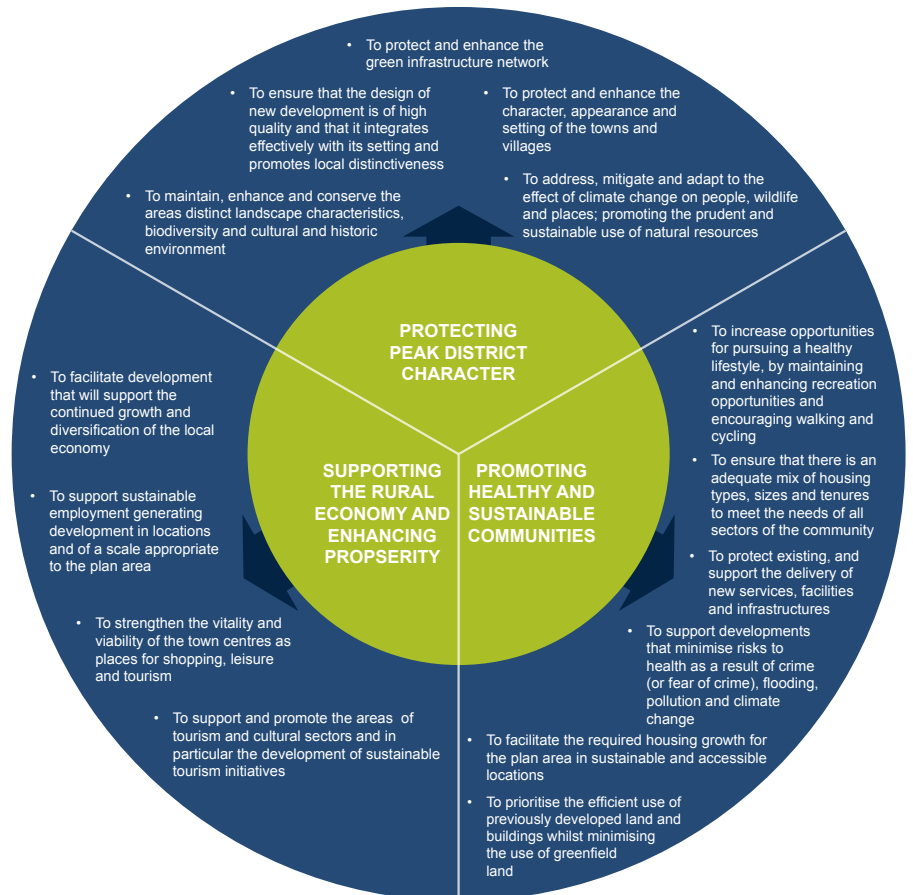 • To protect and enhance the
green infrastructure network
• To ensure that the design of
new development is of high
quality and that it integrates
effectively with its setting and
promotes local distinctiveness
• To protect and enhance the
character, appearance and
setting of the towns and
villages
• To maintain, enhance and conserve the
areas distinct landscape characteristics,
biodiversity and cultural and historic
environment
• To address, mitigate and adapt to the
effect of climate change on people, wildlife
and places; promoting the prudent and
sustainable use of natural resources
PROTECTING
PEAK DISTRICT
CHARACTER
• To facilitate development
that will support the
continued growth and
diversification of the local
economy
• To support sustainable
employment generating
development in locations
and of a scale appropriate
to the plan area
• To strengthen the vitality and
viability of the town centres as
places for shopping, leisure
and tourism
• To support and promote the areas of
tourism and cultural sectors and in
particular the development of sustainable
tourism initiatives
SUPPORTING
THE RURAL
ECONOMY AND
ENHANCING
PROPSERITY
PROMOTING
HEALTHY AND
SUSTAINABLE
COMMUNITIES
• To increase opportunities
for pursuing a healthy
lifestyle, by maintaining
and enhancing recreation
opportunities and
encouraging walking and
cycling
• To ensure that there is an
adequate mix of housing
types, sizes and tenures
to meet the needs of all
sectors of the community
• To protect existing, and
support the delivery of
new services, facilities
and infrastructures
• To support developments
that minimise risks to
health as a result of crime
(or fear of crime), flooding,
pollution and climate
change
• To facilitate the required housing growth for
the plan area in sustainable and accessible
locations
• To prioritise the efficient use of
previously developed land and
buildings whilst minimising
the use of greenfield
land